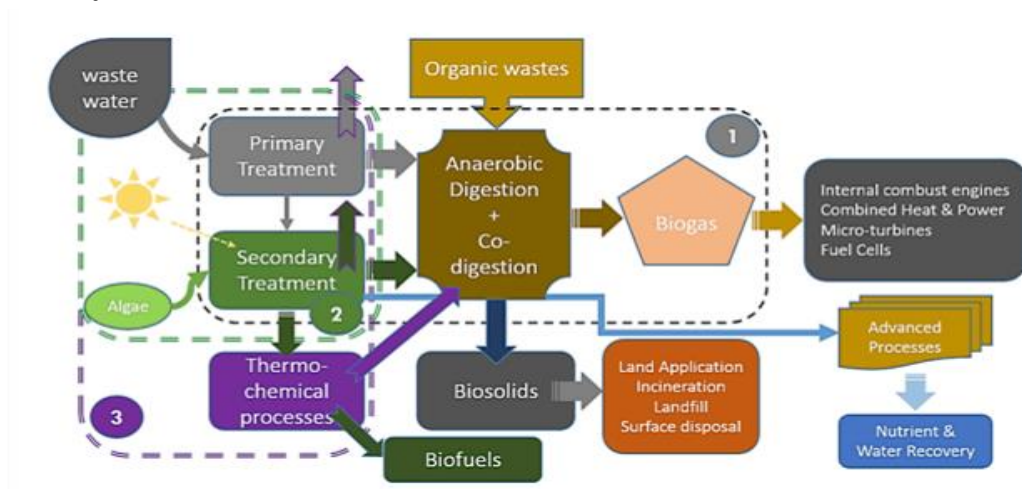 waste
water
Organic wastes
1
Primary
Treatment
Anaerobic
Digestion
+
Co-
digestion
Biogas
Internal combust engines
Combined Heat & Power
Micro-turbines
Fuel Cells
Secondary
Treatment
Algae
2
Advanced
Processes
Thermo-
chemical
processes
3
Biosolids
Land Application
Incineration
Landfill
Surface disposal
Biofuels
Nutrient &
Water Recovery